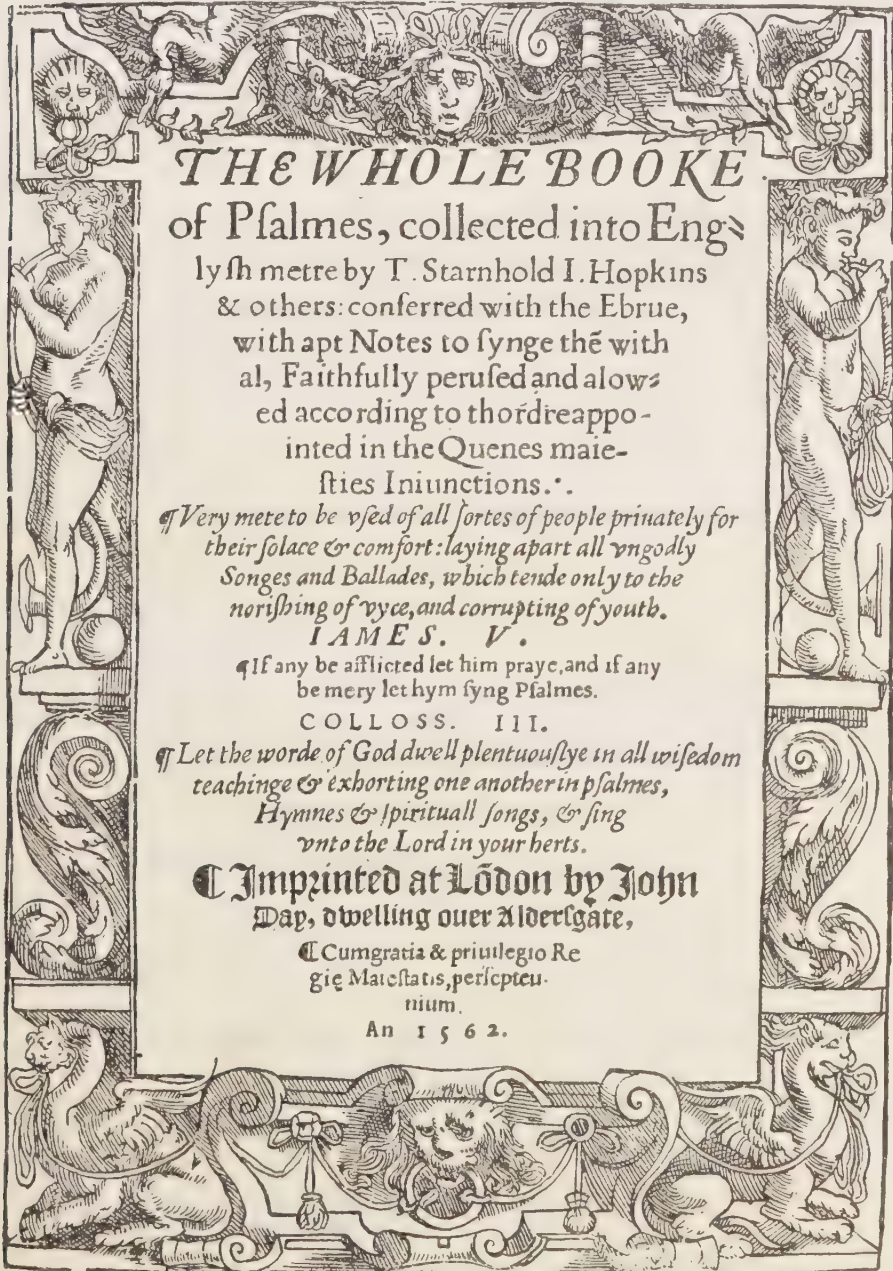 THE WHOLE BOOKE
of Pſalmes, collected into Eng⸗
lyſh metre by T. Starnhold I. Hopkins
& others: conferred with the Ebrue,
with apt Notes to ſynge thē with
al, Faithfully peruſed and alow⸗
ed according to thordre appo-
inted in the Quenes maie-
ſties Iniunctions.
¶ Very mete to be vſed of all ſortes of people priuately for
their ſolace & comfort: laying apart all vngodly
Songes and Ballades, which tende only to the
noriſhing of vyce, and corrupting of youth.
IAMES. V.
¶ If any be afflicted let him praye, and if any
be mery let hym ſyng Pſalmes.
COLLOSS. III.
¶ Let the worde of God dwell plentuouſlye in all wiſedom
teachinge & exhorting one another in pſalmes,
Hymnes & ſpirituall ſongs, & ſing
vnto the Lord in your herts.
¶ Imprinted at Lōdon by John
Day, dwelling ouer Alderſgate,
¶ Cum gratia & priuilegio Re
gię Maieſtatis, per ſepteu-
nium.
An 1562.